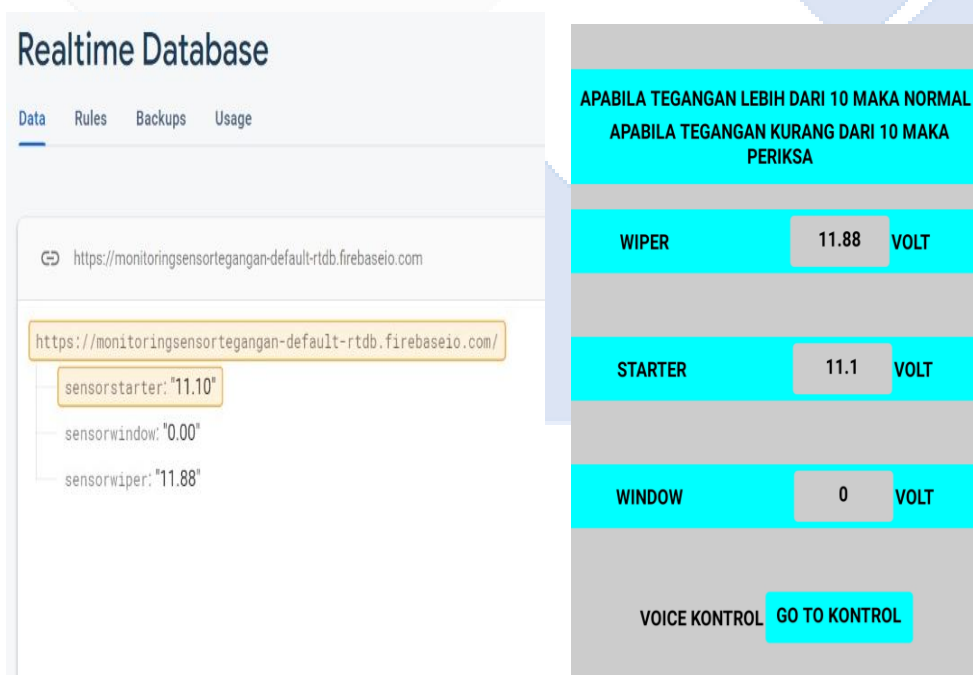 Realtime Database
Data Rules Backups Usage
https://monitoringsensortegangan-default-rtdb.firebaseio.com
https://monitoringsensortegangan-default-rtdb.firebaseio.com/
sensorstarter: "11.10"
sensorwindow: "0.00"
sensorwiper: "11.88"
APABILA TEGANGAN LEBIH DARI 10 MAKA NORMAL
APABILA TEGANGAN KURANG DARI 10 MAKA
PERIKSA
WIPER 11.88 VOLT
STARTER 11.1 VOLT
WINDOW 0 VOLT
VOICE KONTROL GO TO KONTROL